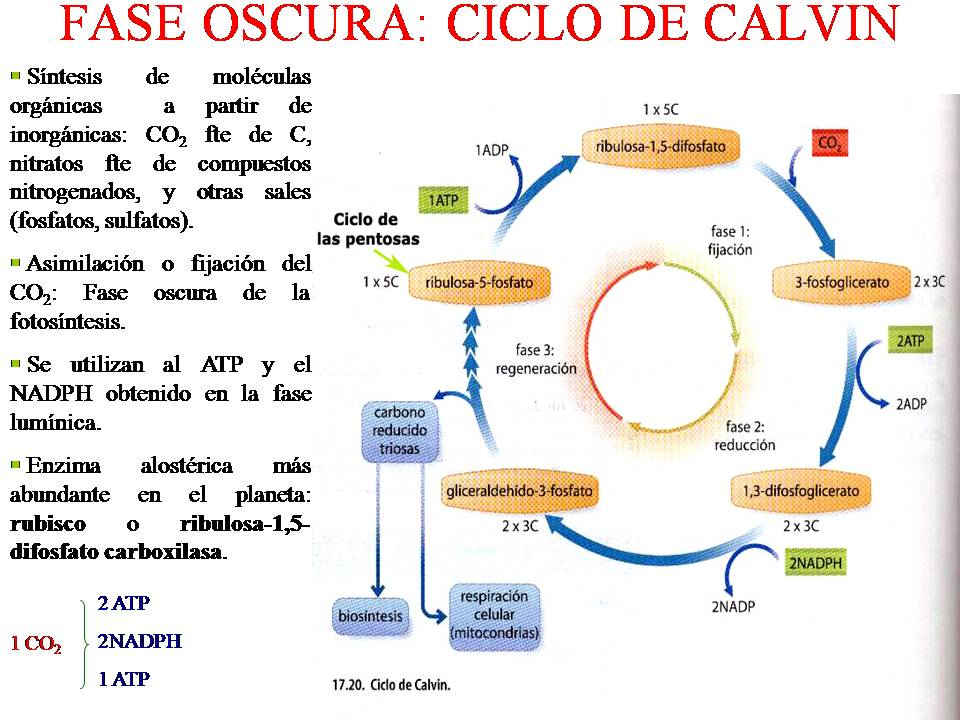 FASE OSCURA: CICLO DE CALVIN
Síntesis de moléculas
orgánicas a partir de
inorgánicas: CO₂ fte de C,
nitratos fte de compuestos
nitrogenados, y otras sales
(fosfatos, sulfatos).
Asimilación o fijación del
CO₂: Fase oscura de la
fotosíntesis.
Se utilizan al ATP y el
NADPH obtenido en la fase
lumínica.
Enzima alostérica más
abundante en el planeta:
rubisco o ribulosa-1,5-
difosfato carboxilasa.
1 CO₂
2 ATP
2NADPH
1 ATP
1 x 5C
ribulosa-1,5-difosfato
CO₂
1ADP
1ATP
Ciclo de
las pentosas
1 x 5C
ribulosa-5-fosfato
fase 1:
fijación
3-fosfoglicerato
2 x 3C
2ATP
2ADP
fase 3:
regeneración
fase 2:
reducción
carbono
reducido
triosas
gliceraldehído-3-fosfato
2 x 3C
1,3-difosfoglicerato
2 x 3C
2NADPH
2NADP
biosíntesis
respiración
celular
(mitocondrias)
17.20. Ciclo de Calvin.